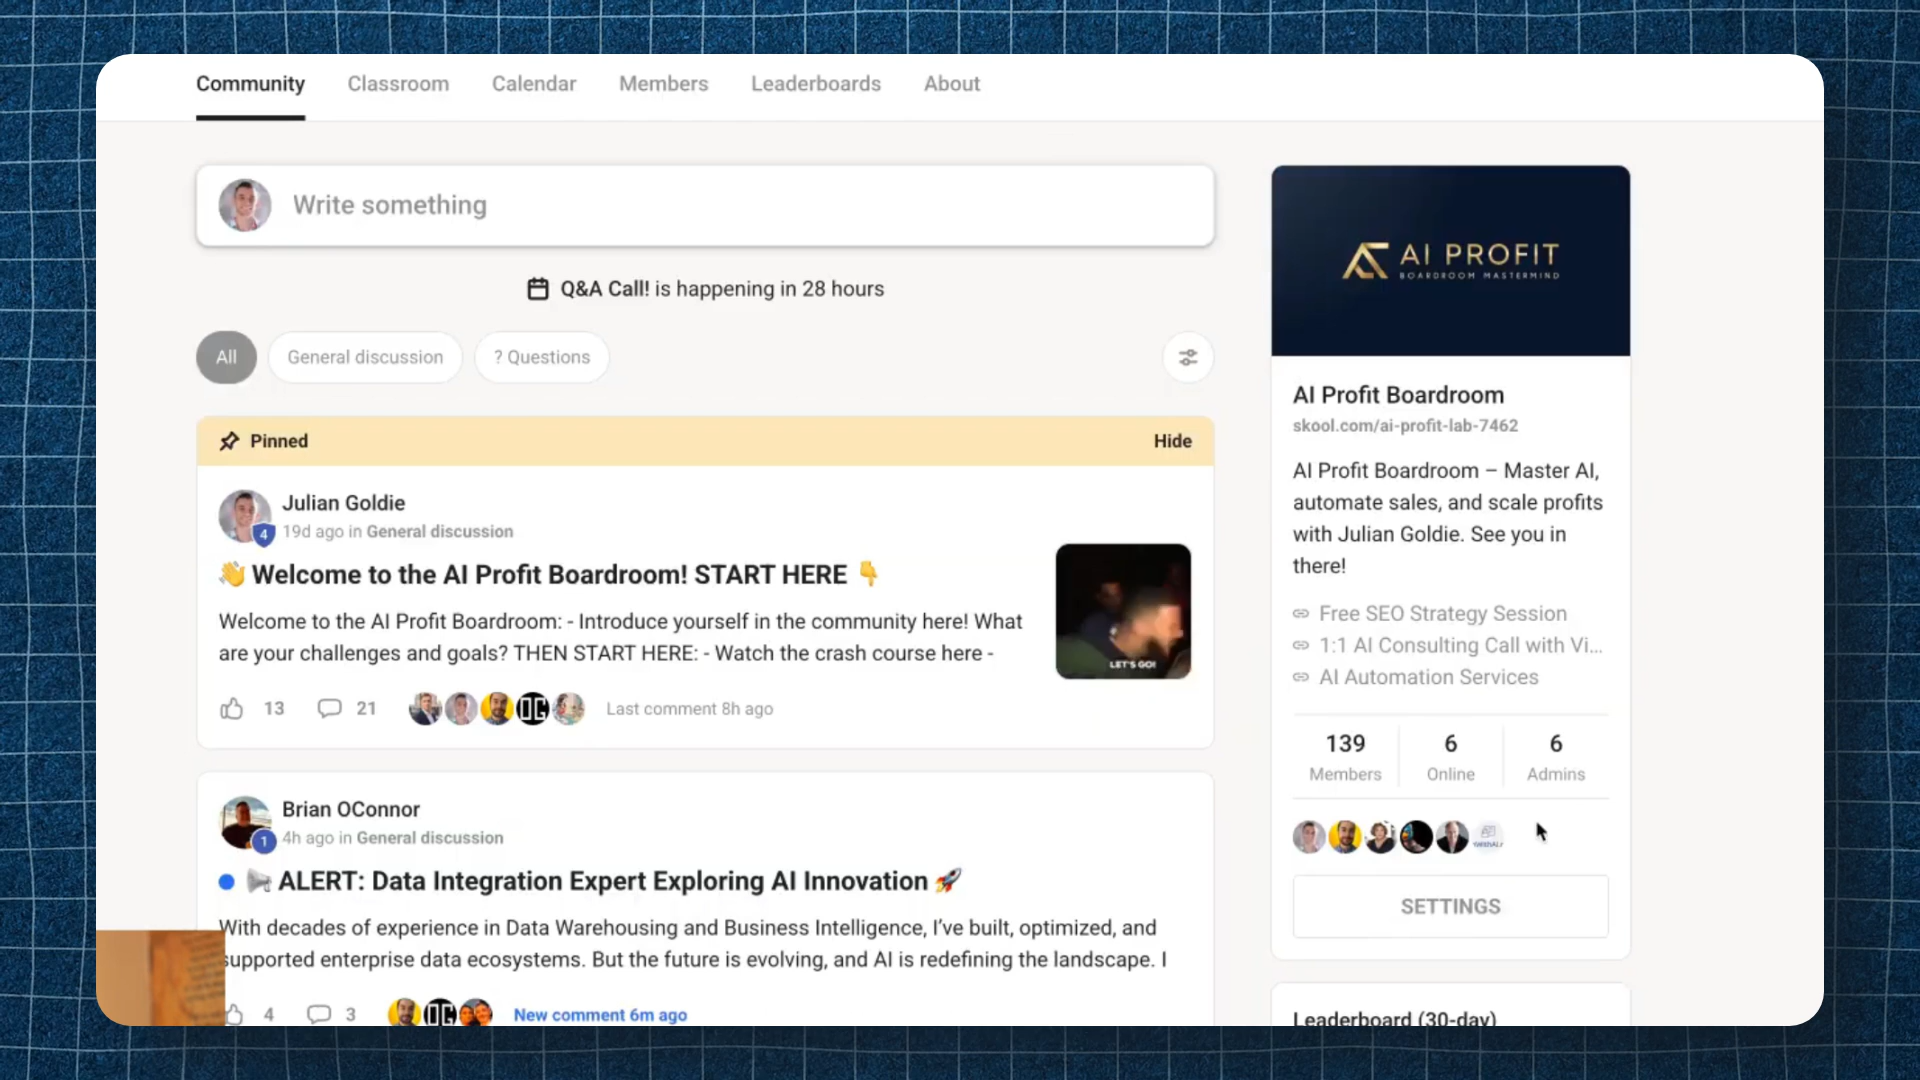 Community Classroom Calendar Members Leaderboards About
Write something
Q&A Call! is happening in 28 hours
All General discussion ? Questions
Pinned Hide
Julian Goldie
4 19d ago in General discussion
👋 Welcome to the AI Profit Boardroom! START HERE 👇
Welcome to the AI Profit Boardroom: - Introduce yourself in the community here! What
are your challenges and goals? THEN START HERE: - Watch the crash course here -
LET'S GO!
13 21 Last comment 8h ago
Brian OConnor
1 4h ago in General discussion
ALERT: Data Integration Expert Exploring AI Innovation 🚀
With decades of experience in Data Warehousing and Business Intelligence, I've built, optimized, and
supported enterprise data ecosystems. But the future is evolving, and AI is redefining the landscape. I
4 3 New comment 6m ago
AI PROFIT
BOARDROOM MASTERMIND
AI Profit Boardroom
skool.com/ai-profit-lab-7462
AI Profit Boardroom – Master AI,
automate sales, and scale profits
with Julian Goldie. See you in
there!
Free SEO Strategy Session
1:1 AI Consulting Call with Vi...
AI Automation Services
139 6 6
Members Online Admins
SETTINGS
Leaderboard (30-day)